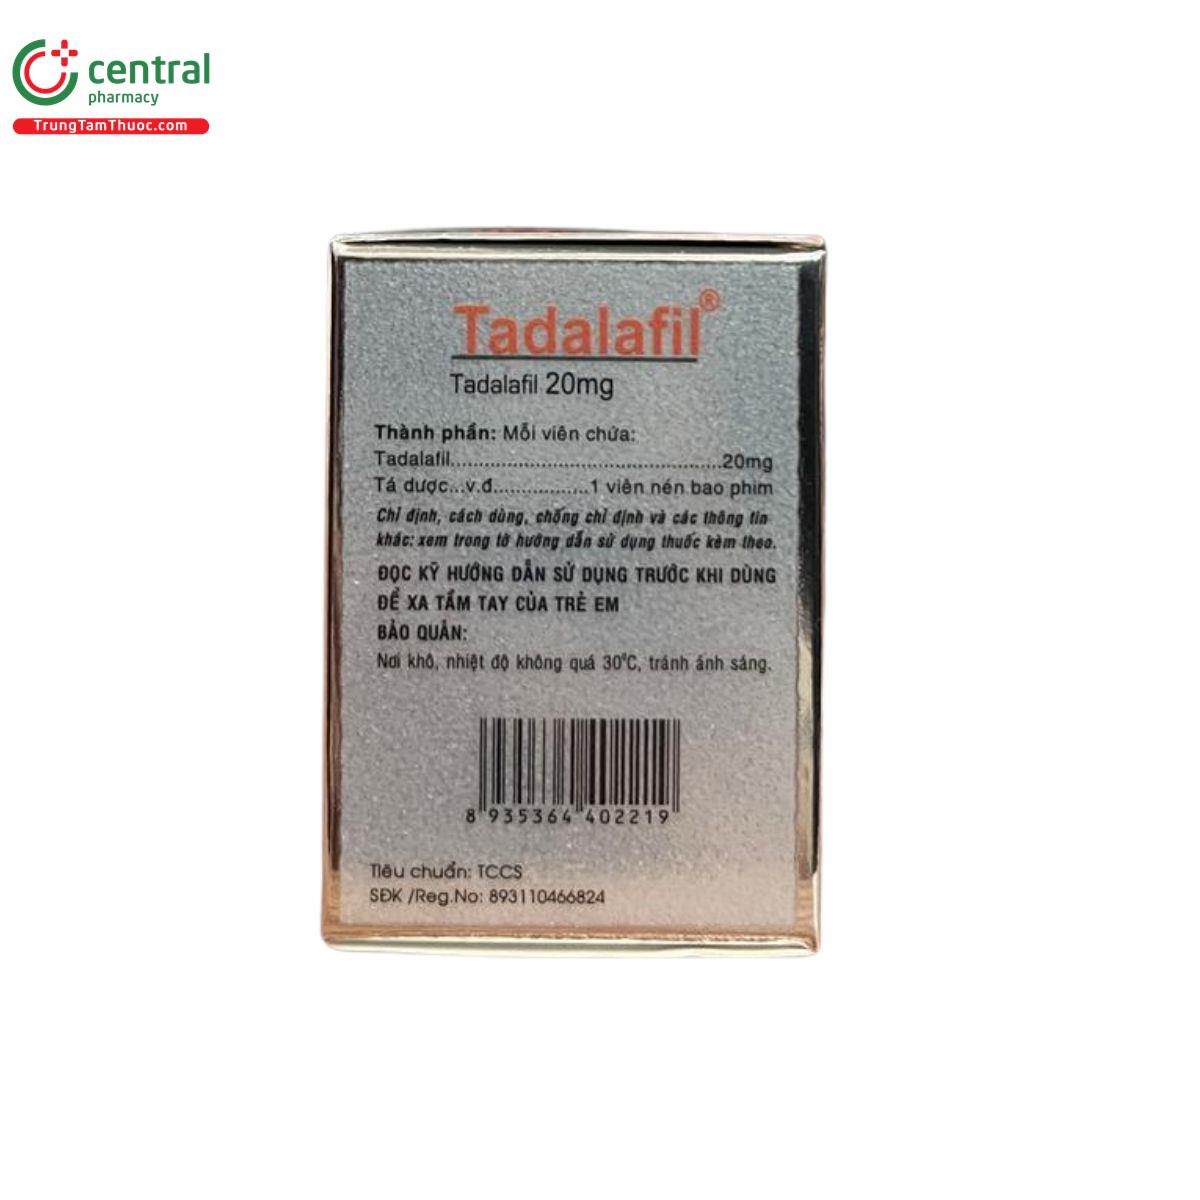 central
pharmacy
TrungTamThuoc.com
Tadalafil®
Tadalafil 20mg
Thành phần: Mỗi viên chứa:
Tadalafil................................................20mg
Tá dược...v.đ.................1 viên nén bao phim
Chỉ định, cách dùng, chống chỉ định và các thông tin
khác: xem trong tờ hướng dẫn sử dụng thuốc kèm theo.
ĐỌC KỸ HƯỚNG DẪN SỬ DỤNG TRƯỚC KHI DÙNG
ĐỂ XA TẦM TAY CỦA TRẺ EM
BẢO QUẢN:
Nơi khô, nhiệt độ không quá 30°C, tránh ánh sáng.
8 935364 402219
Tiêu chuẩn: TCCS
SĐK /Reg.No: 893110466824